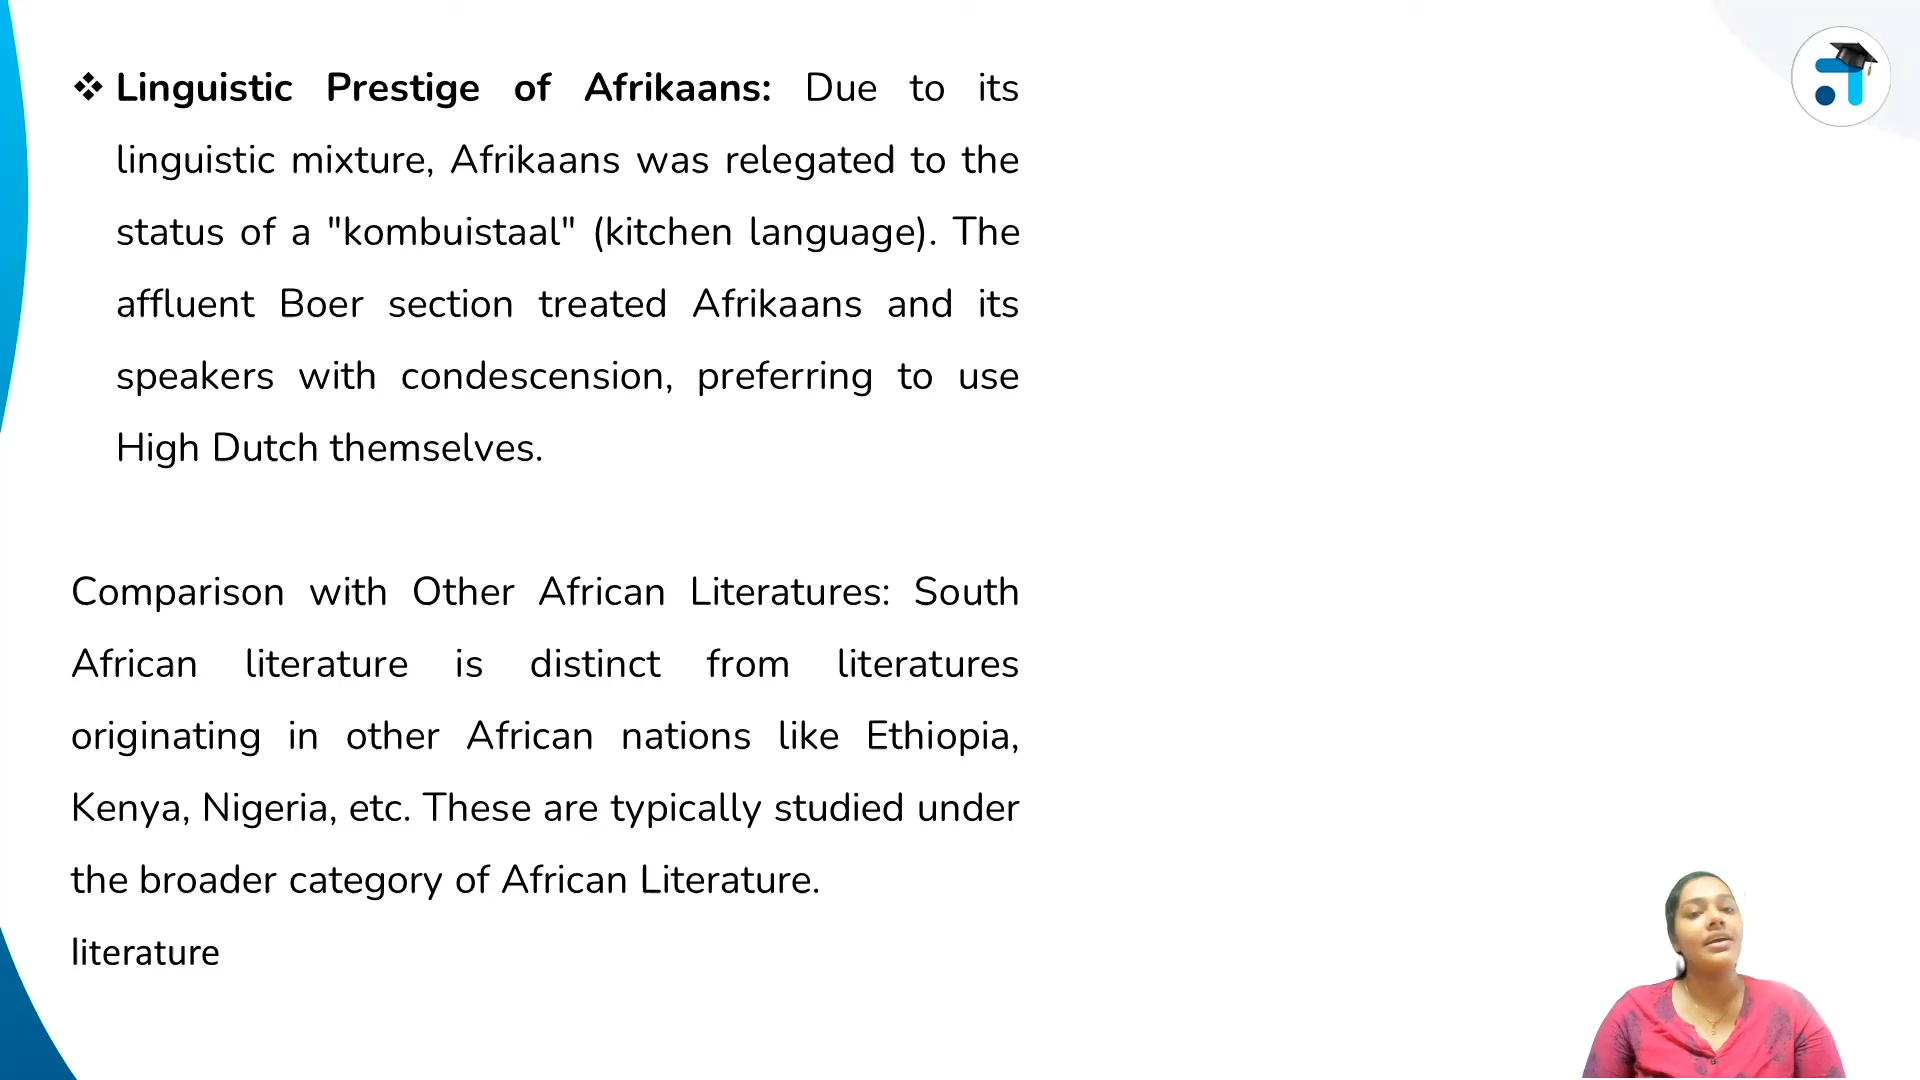 ❖ Linguistic Prestige of Afrikaans: Due to its
linguistic mixture, Afrikaans was relegated to the
status of a "kombuistaal" (kitchen language). The
affluent Boer section treated Afrikaans and its
speakers with condescension, preferring to use
High Dutch themselves.
Comparison with Other African Literatures: South
African literature is distinct from literatures
originating in other African nations like Ethiopia,
Kenya, Nigeria, etc. These are typically studied under
the broader category of African Literature.
literature